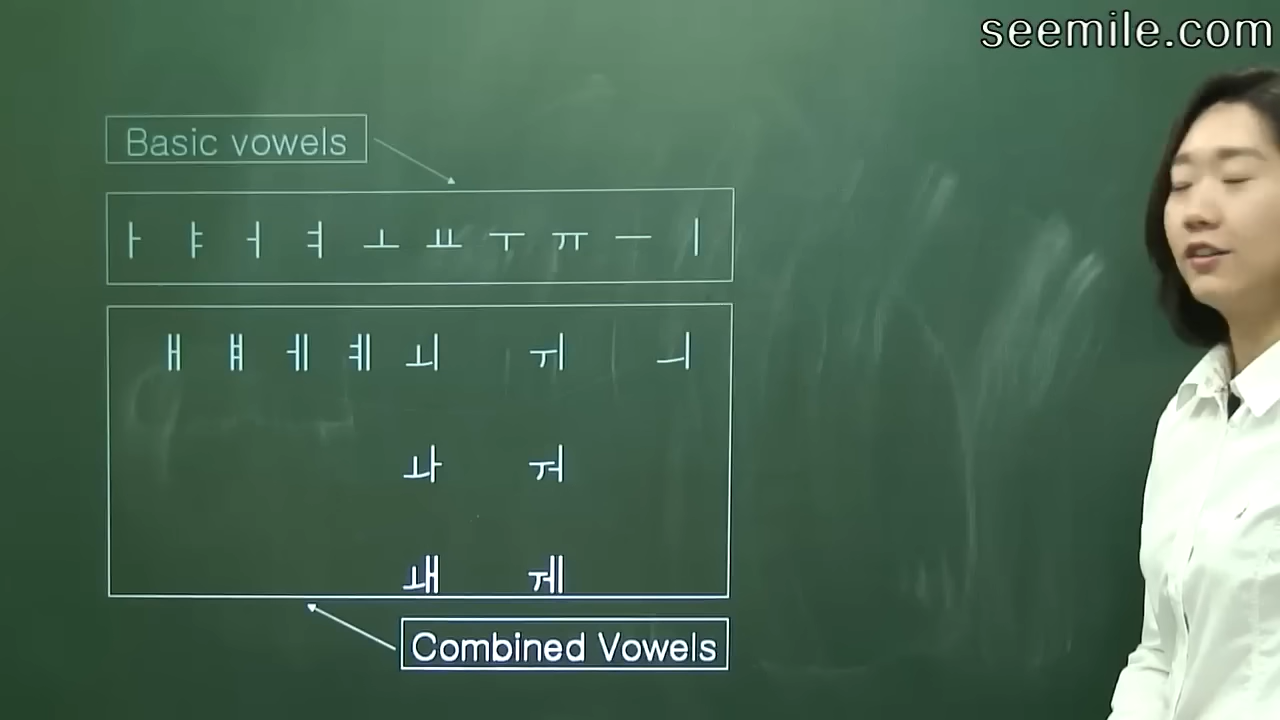 seemile.com
Basic vowels
ㅏ ㅑ ㅓ ㅕ ㅗ ㅛ ㅜ ㅠ ㅡ ㅣ
ㅐ ㅒ ㅔ ㅖ ㅚ ㅟ ㅢ
ㅘ ㅝ
ㅙ ㅞ
Combined Vowels